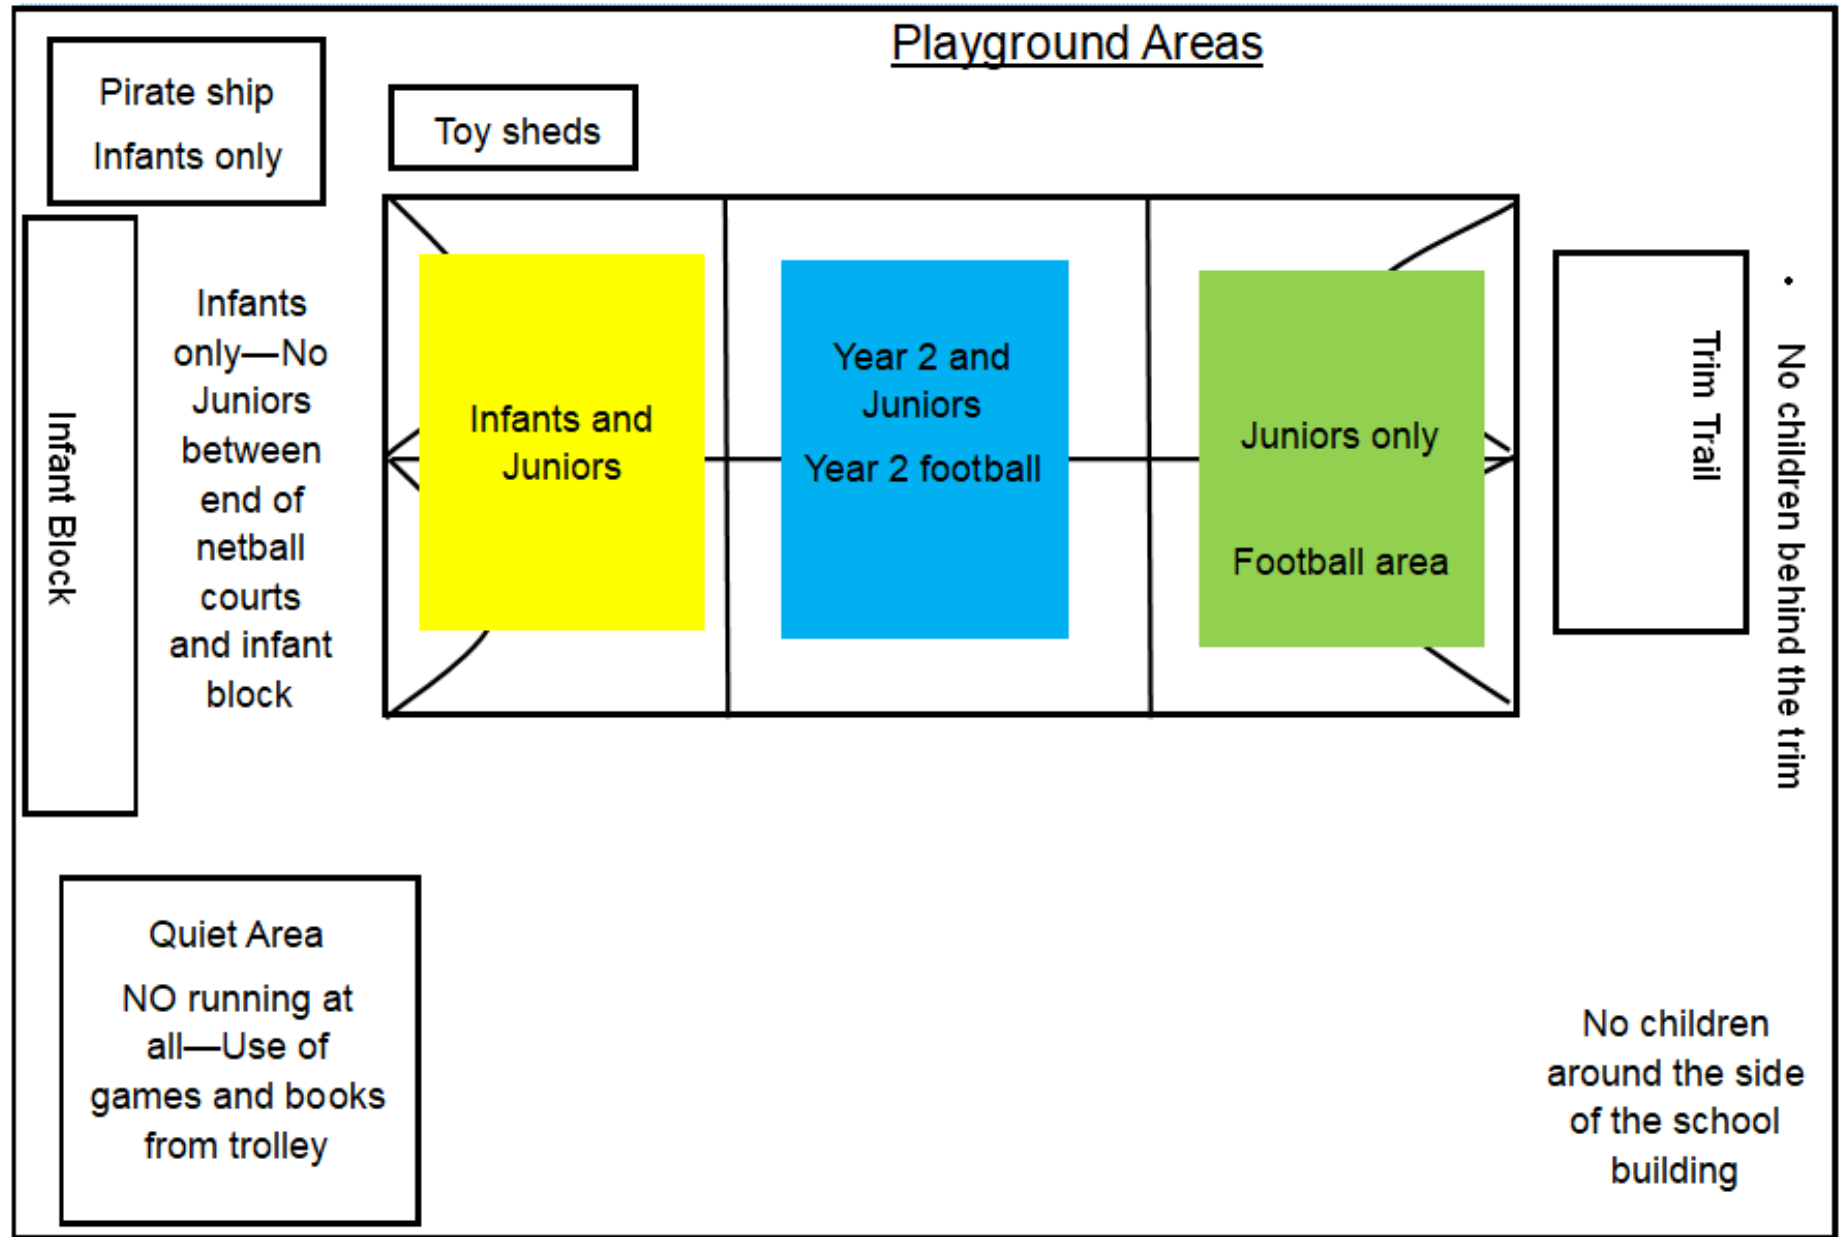 Playground Areas
Pirate ship
Infants only
Toy sheds
Infant Block
Infants
only—No
Juniors
between
end of
netball
courts
and infant
block
Infants and
Juniors
Year 2 and
Juniors
Year 2 football
Juniors only
Football area
Trim Trail
• No children behind the trim
Quiet Area
NO running at
all—Use of
games and books
from trolley
No children
around the side
of the school
building